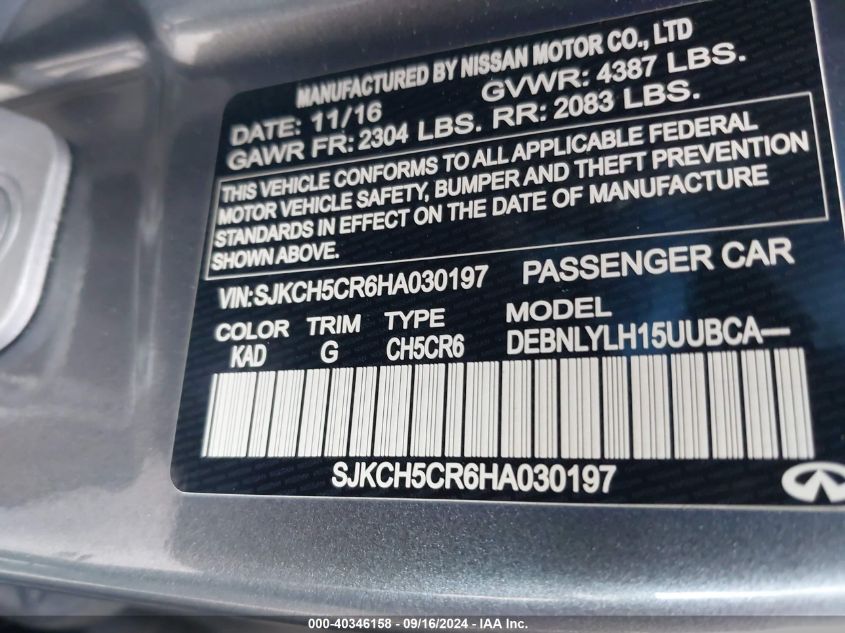 MANUFACTURED BY NISSAN MOTOR CO., LTD
DATE: 11/16 GVWR: 4387 LBS.
GAWR FR: 2304 LBS. RR: 2083 LBS.
THIS VEHICLE CONFORMS TO ALL APPLICABLE FEDERAL
MOTOR VEHICLE SAFETY, BUMPER AND THEFT PREVENTION
STANDARDS IN EFFECT ON THE DATE OF MANUFACTURE
SHOWN ABOVE.
VIN:SJKCH5CR6HA030197 PASSENGER CAR
COLOR TRIM TYPE MODEL
KAD G CH5CR6 DEBNLYLH15UUBCA—
SJKCH5CR6HA030197
000-40346158 - 09/16/2024 - IAA Inc.